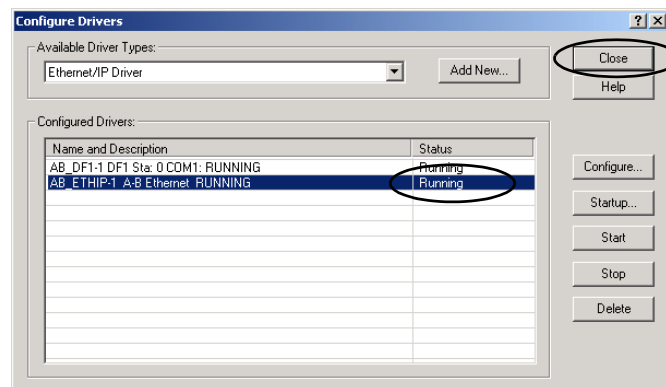 Configure Drivers
Available Driver Types:
Ethernet/IP Driver
Add New...
Close
Help
Configured Drivers:
Name and Description Status
AB_DF1-1 DF1 Sta: 0 COM1: RUNNING Running
AB_ETHIP-1 A-B Ethernet RUNNING Running
Configure...
Startup...
Start
Stop
Delete